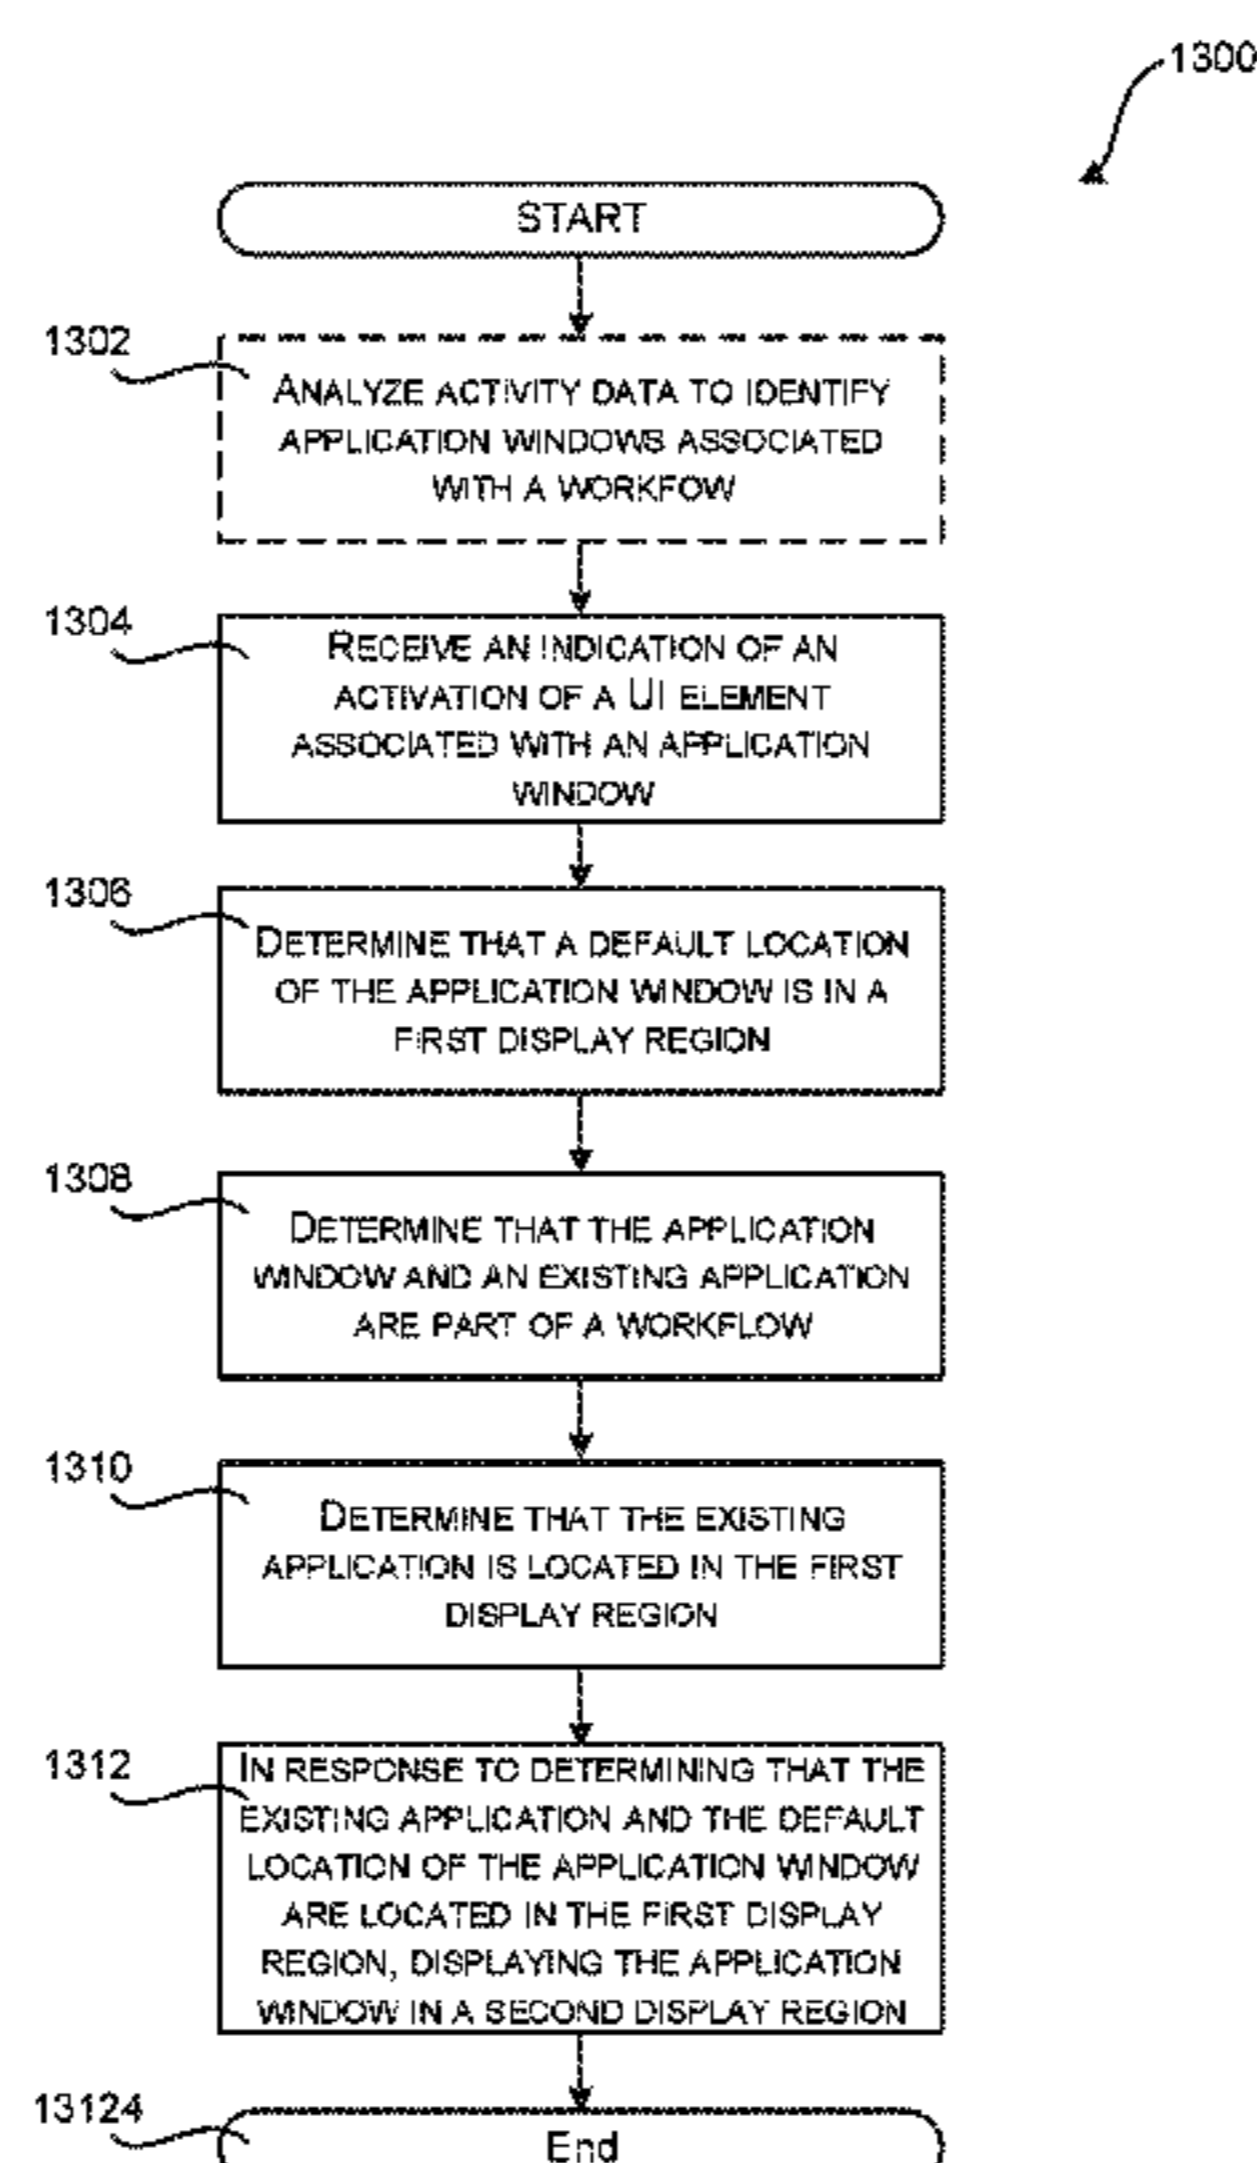 1300
START
1302
ANALYZE ACTIVITY DATA TO IDENTIFY
APPLICATION WINDOWS ASSOCIATED
WITH A WORKFOW
1304
RECEIVE AN INDICATION OF AN
ACTIVATION OF A UI ELEMENT
ASSOCIATED WITH AN APPLICATION
WINDOW
1306
DETERMINE THAT A DEFAULT LOCATION
OF THE APPLICATION WINDOW IS IN A
FIRST DISPLAY REGION
1308
DETERMINE THAT THE APPLICATION
WINDOW AND AN EXISTING APPLICATION
ARE PART OF A WORKFLOW
1310
DETERMINE THAT THE EXISTING
APPLICATION IS LOCATED IN THE FIRST
DISPLAY REGION
1312
IN RESPONSE TO DETERMINING THAT THE
EXISTING APPLICATION AND THE DEFAULT
LOCATION OF THE APPLICATION WINDOW
ARE LOCATED IN THE FIRST DISPLAY
REGION, DISPLAYING THE APPLICATION
WINDOW IN A SECOND DISPLAY REGION
13124
End